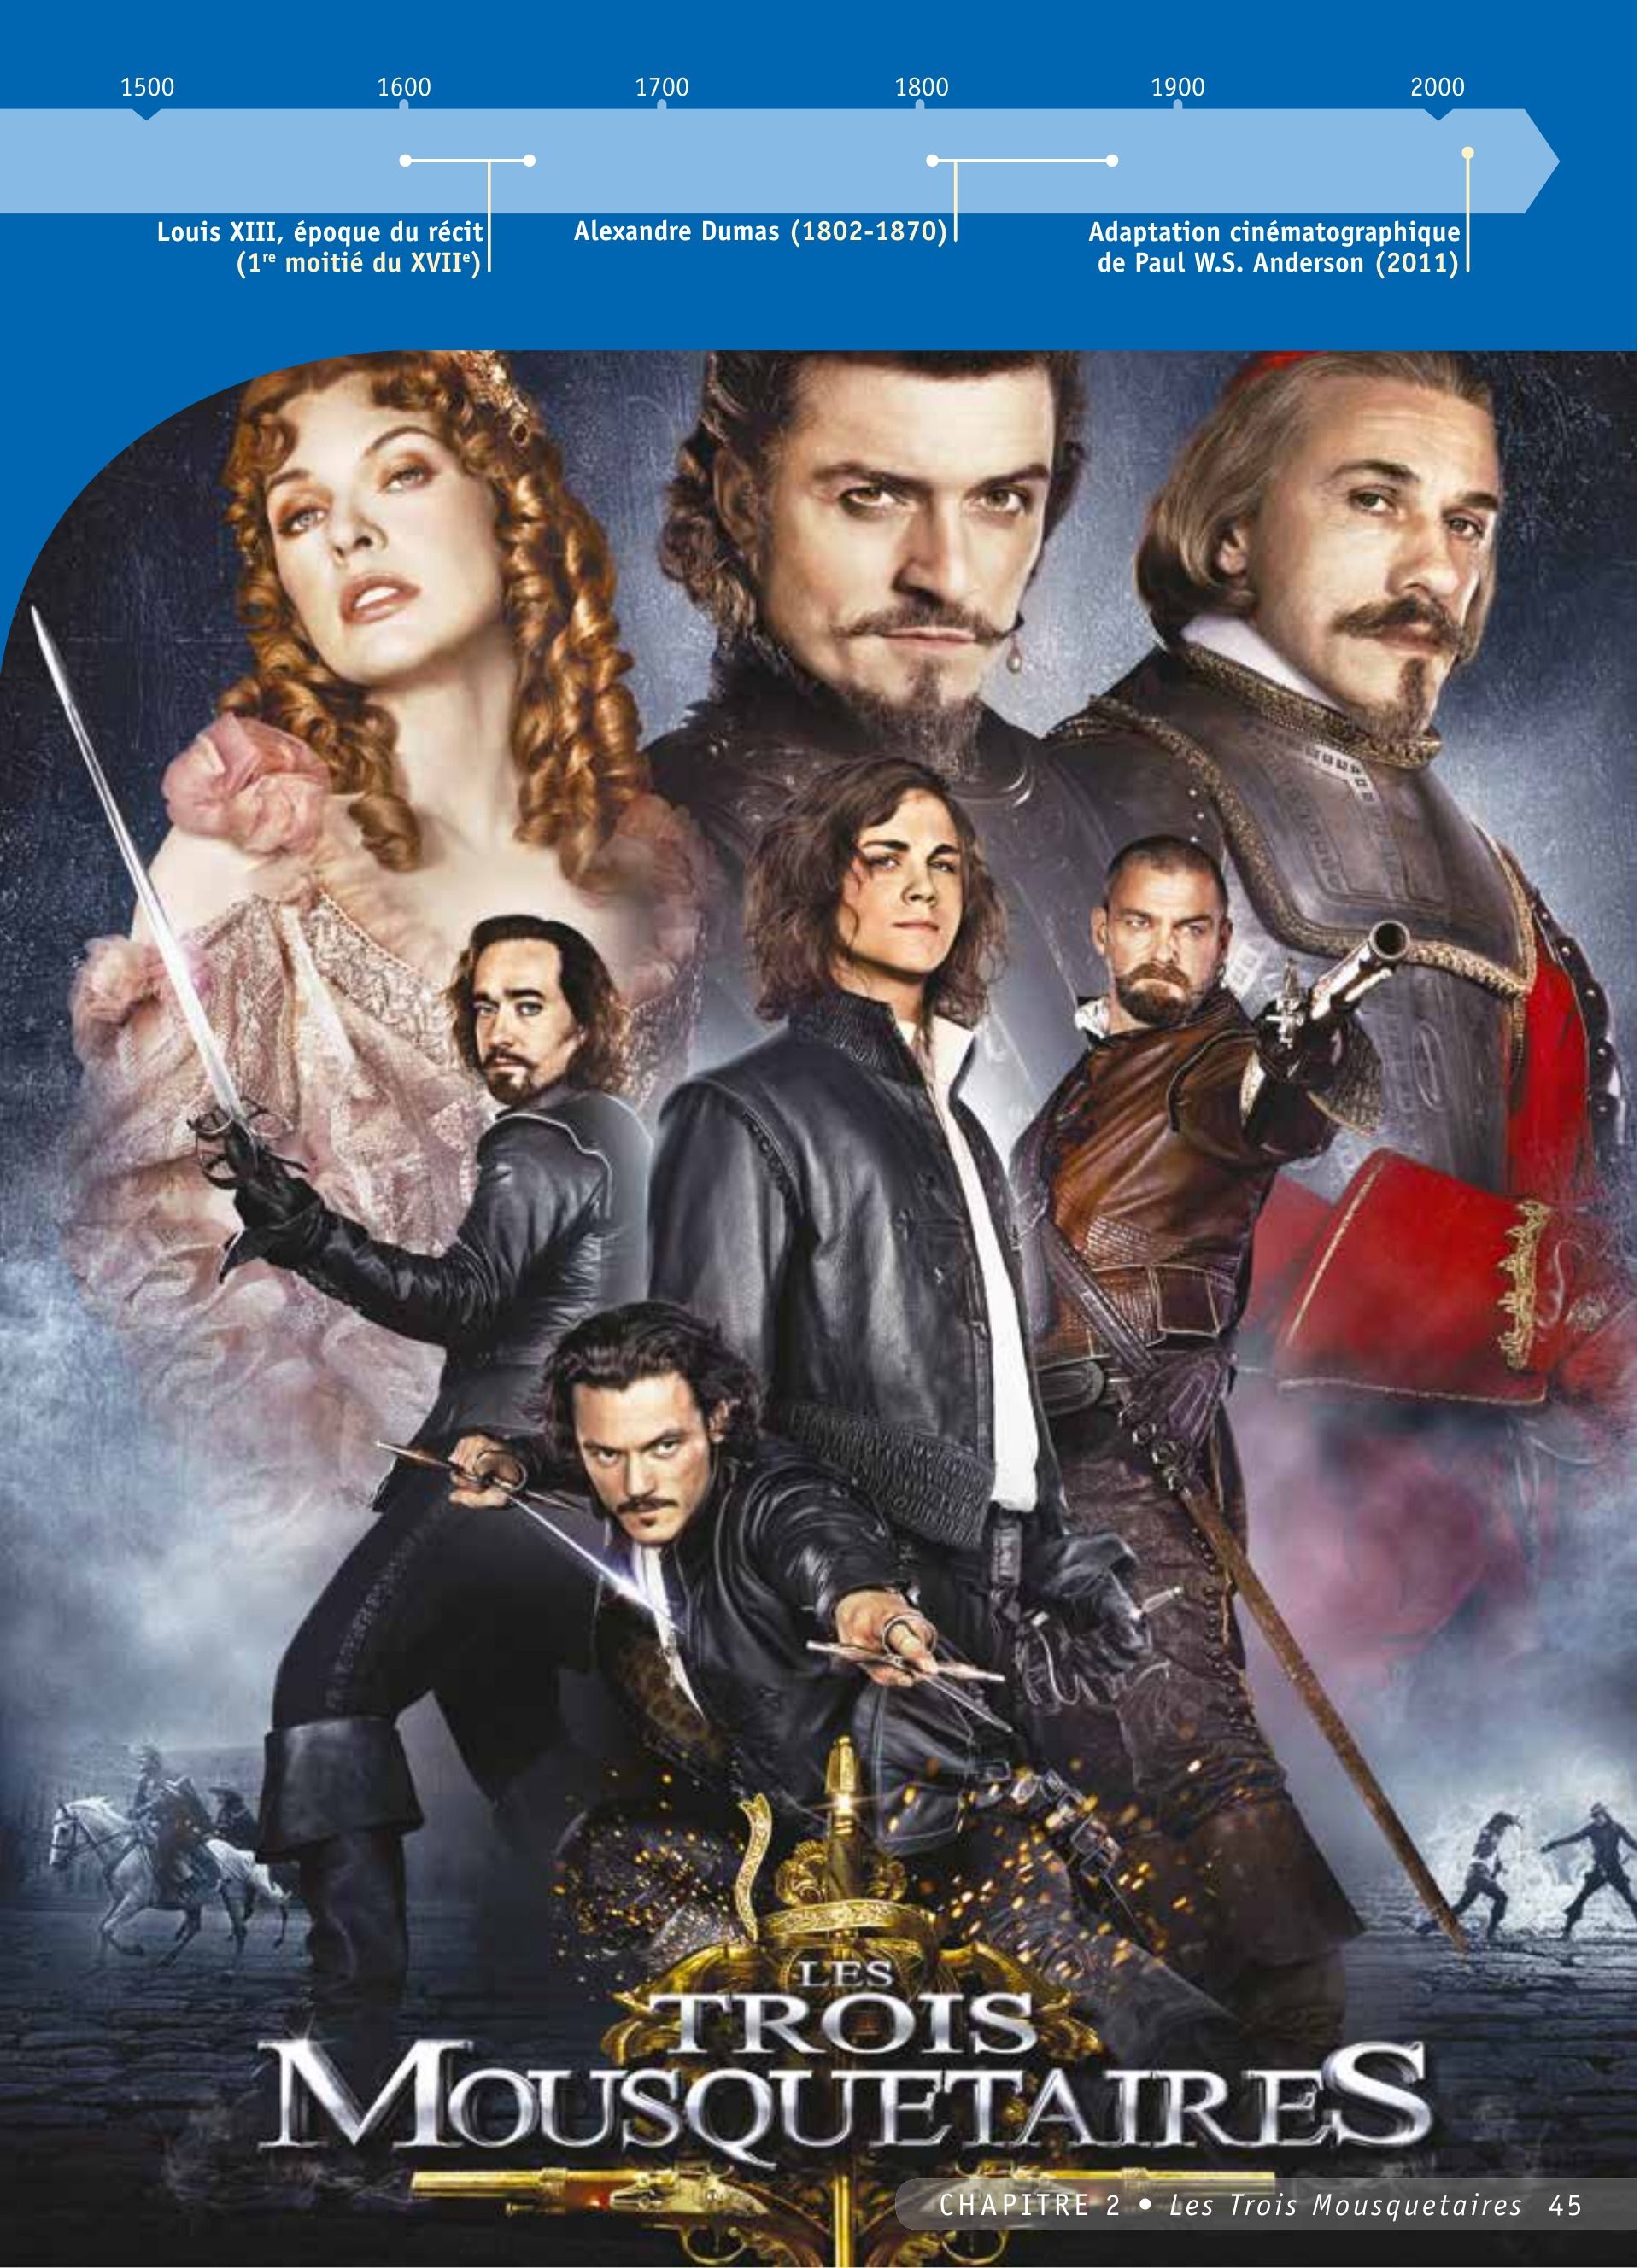 1500 1600 1700 1800 1900 2000
Louis XIII, époque du récit
(1re moitié du XVIIe)
Alexandre Dumas (1802-1870)
Adaptation cinématographique
de Paul W.S. Anderson (2011)
LES
TROIS
MOUSQUETAIRES
CHAPITRE 2 • Les Trois Mousquetaires 45